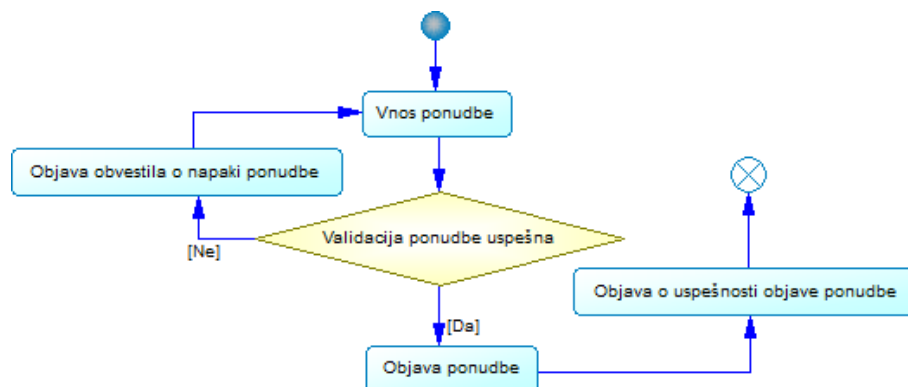 Vnos ponudbe
Objava obvestila o napaki ponudbe
Validacija ponudbe uspešna
[Ne]
Objava o uspešnosti objave ponudbe
[Da]
Objava ponudbe